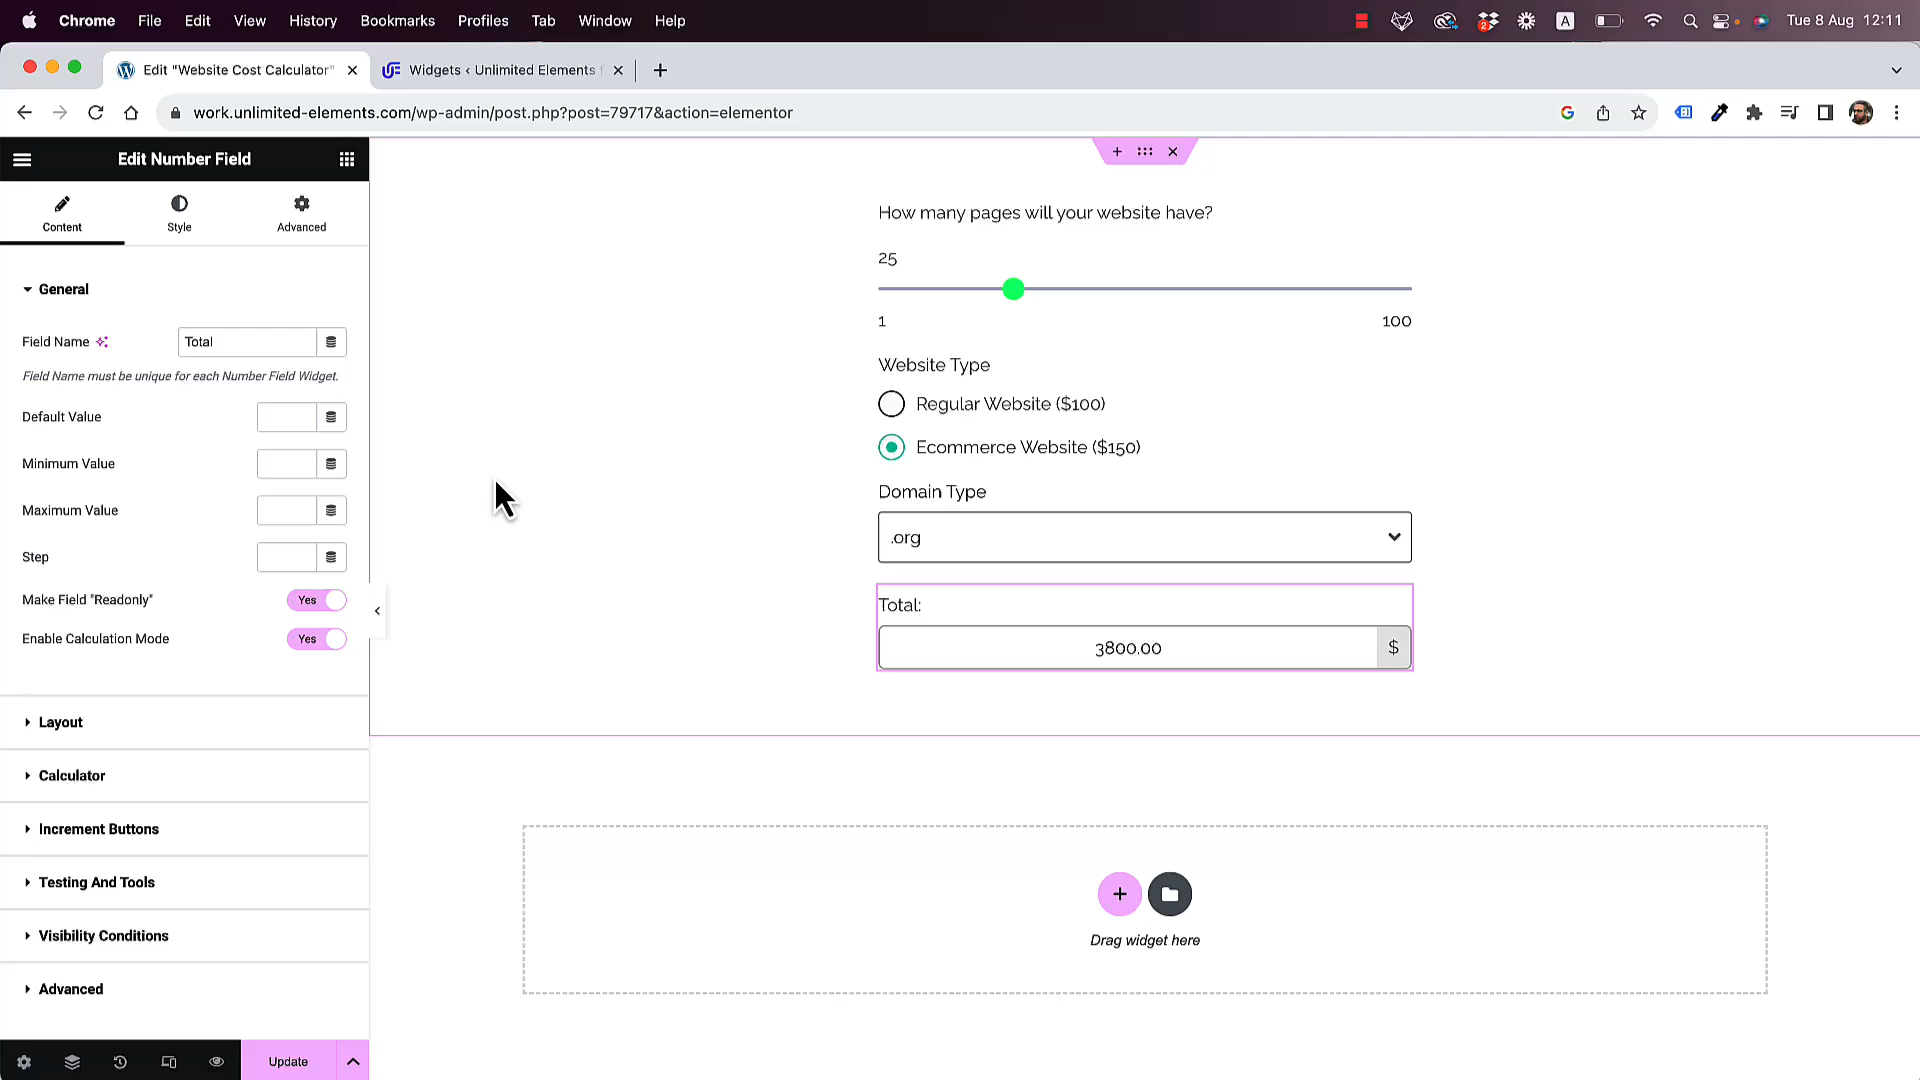 Chrome File Edit View History Bookmarks Profiles Tab Window Help 2 A Tue 8 Aug 12:11
Edit "Website Cost Calculator" Widgets ‹ Unlimited Elements f
work.unlimited-elements.com/wp-admin/post.php?post=79717&action=elementor
Edit Number Field
Content Style Advanced
General
Field Name Total
Field Name must be unique for each Number Field Widget.
Default Value
Minimum Value
Maximum Value
Step
Make Field "Readonly" Yes
Enable Calculation Mode Yes
Layout
Calculator
Increment Buttons
Testing And Tools
Visibility Conditions
Advanced
Update
How many pages will your website have?
25
1 100
Website Type
Regular Website ($100)
Ecommerce Website ($150)
Domain Type
.org
Total:
3800.00 $
Drag widget here